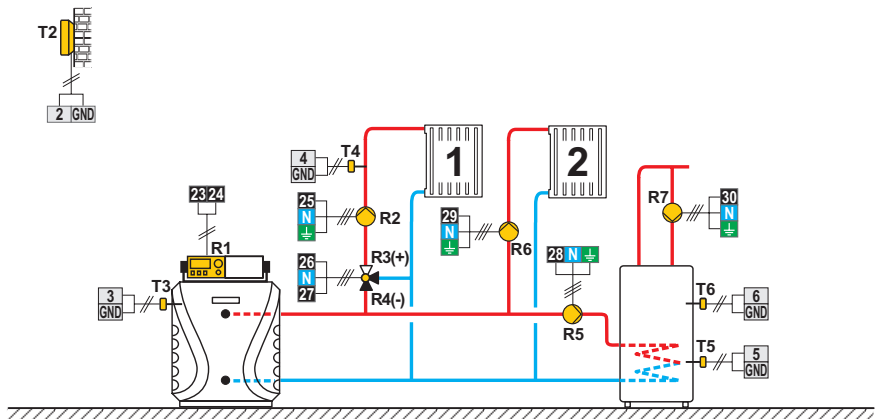 T2
2 GND
4
GND
T4
1
2
23 24
R1
25
N
R2
29
N
R6
R7
30
N
26
N
27
R3(+)
R4(-)
28 N
R5
3
GND
T3
T6
6
GND
T5
5
GND